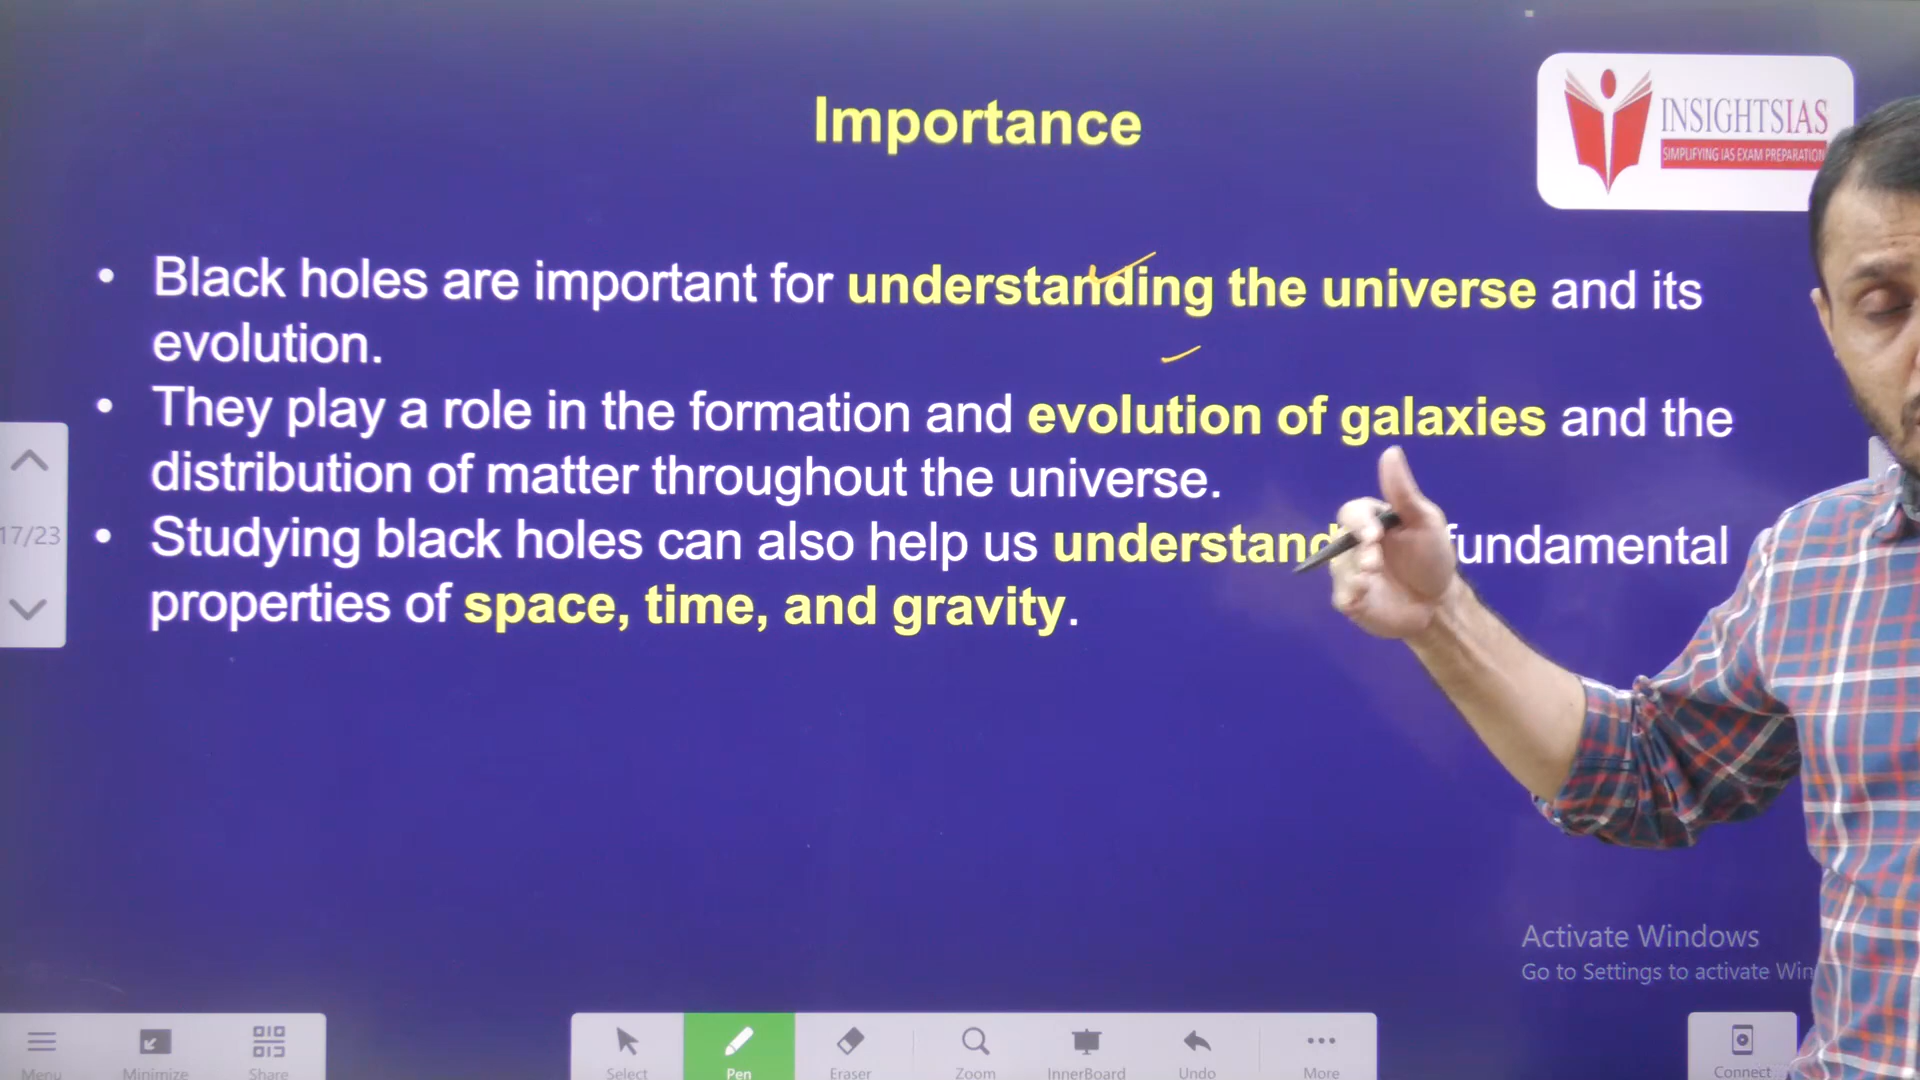 Importance
INSIGHTSIAS
SIMPLIFYING IAS EXAM PREPARATION
• Black holes are important for understanding the universe and its
evolution.
• They play a role in the formation and evolution of galaxies and the
distribution of matter throughout the universe.
• Studying black holes can also help us understand fundamental
properties of space, time, and gravity.
17/23
Activate Windows
Go to Settings to activate Win
Menu Minimize Share Select Pen Eraser Zoom InnerBoard Undo More Connect